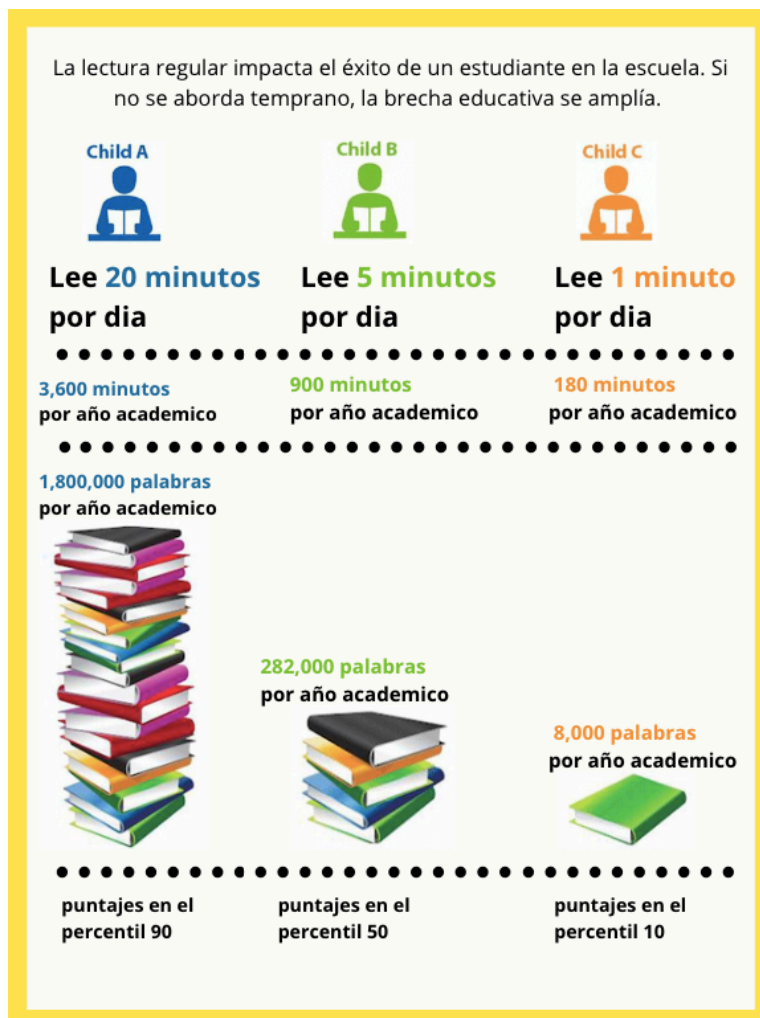 La lectura regular impacta el éxito de un estudiante en la escuela. Si
no se aborda temprano, la brecha educativa se amplía.
Child A
Child B
Child C
Lee 20 minutos
por dia
Lee 5 minutos
por dia
Lee 1 minuto
por dia
3,600 minutos
por año academico
900 minutos
por año academico
180 minutos
por año academico
1,800,000 palabras
por año academico
282,000 palabras
por año academico
8,000 palabras
por año academico
puntajes en el
percentil 90
puntajes en el
percentil 50
puntajes en el
percentil 10